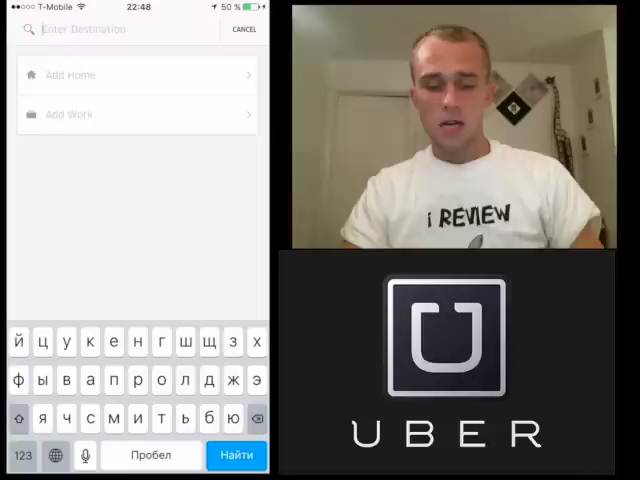 T-Mobile 22:48 50 %
Enter Destination CANCEL
Add Home
Add Work
й ц у к е н г ш щ з х
ф ы в а п р о л д ж э
я ч с м и т ь б ю
123 Пробел Найти
i REVIEW
UBER